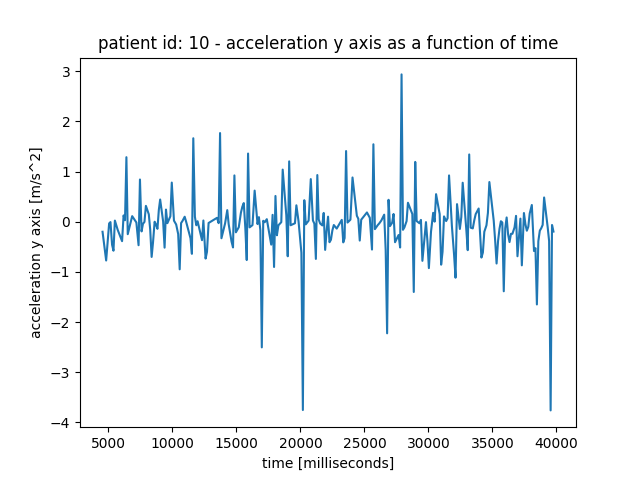 patient id: 10 - acceleration y axis as a function of time
acceleration y axis [m/s^2]
3
2
1
0
−1
−2
−3
−4
5000 10000 15000 20000 25000 30000 35000 40000
time [milliseconds]